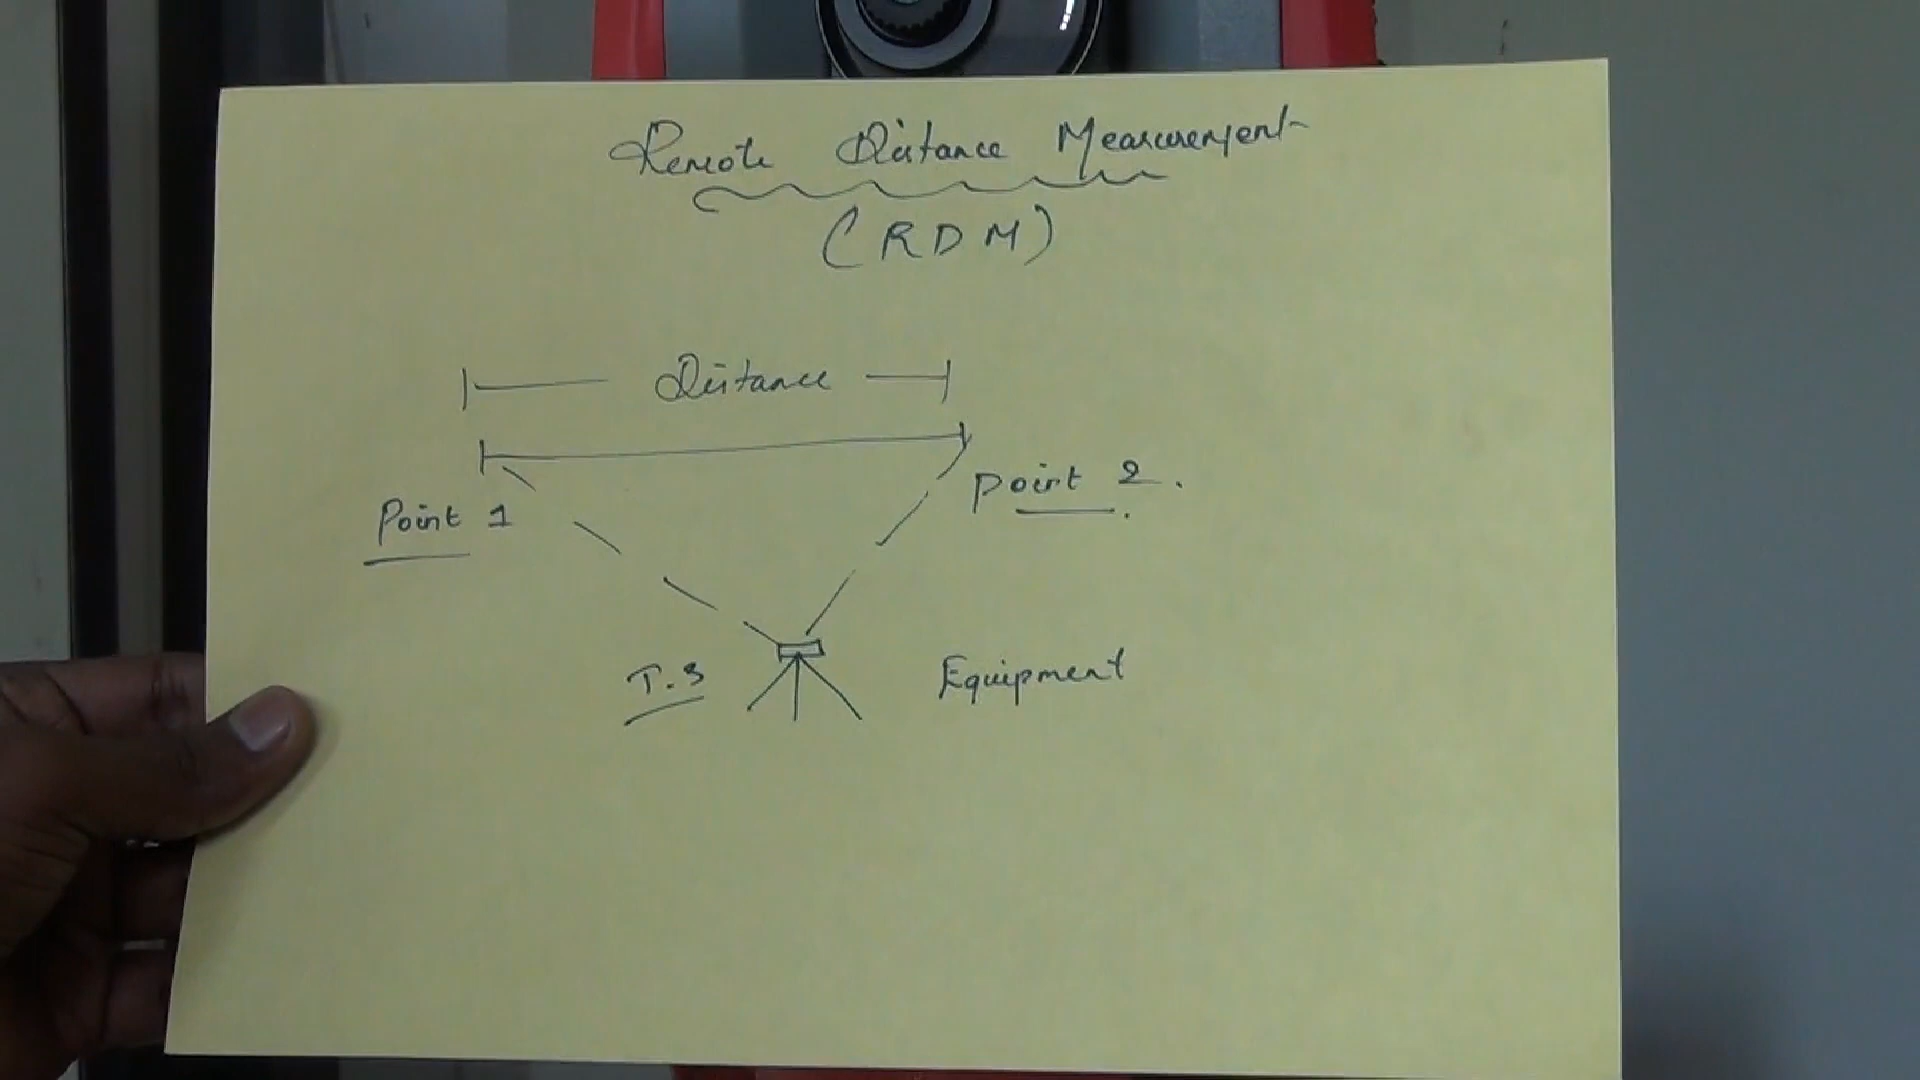 Remote Distance Measurement
(RDM)
Distance
Point 1
Point 2.
T.S
Equipment